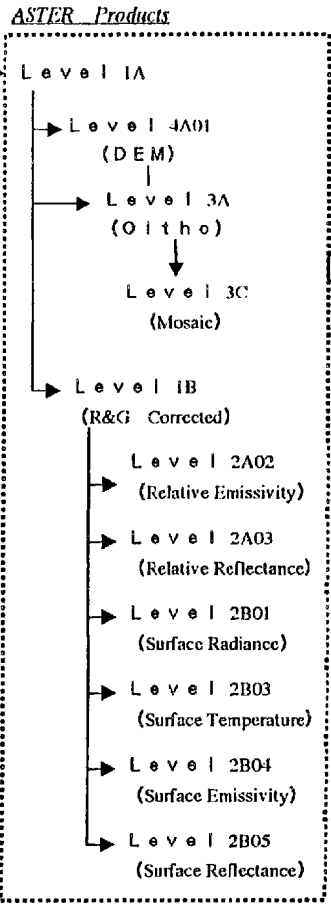 ASTER Products
Level 1A
Level 4A01
(DEM)
Level 3A
(Oitho)
Level 3C
(Mosaic)
Level 1B
(R&G Corrected)
Level 2A02
(Relative Emissivity)
Level 2A03
(Relative Reflectance)
Level 2B01
(Surface Radiance)
Level 2B03
(Surface Temperature)
Level 2B04
(Surface Emissivity)
Level 2B05
(Surface Reflectance)